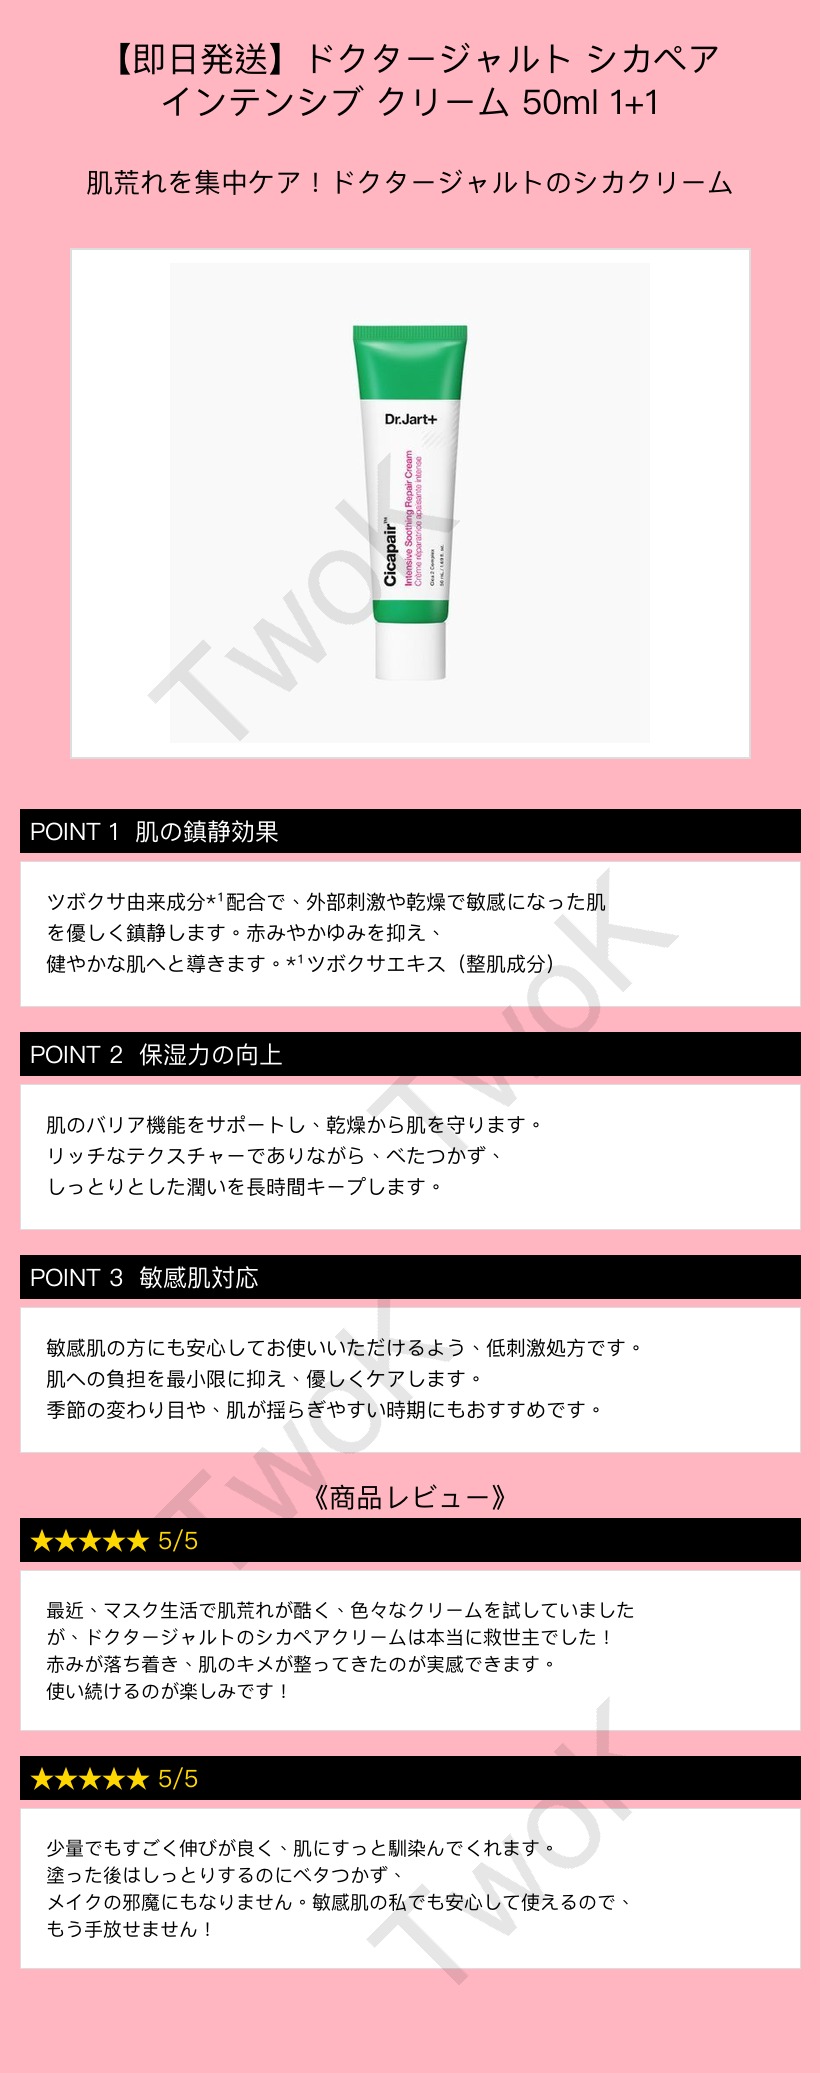 【即日発送】ドクタージャルト シカペア
インテンシブ クリーム 50ml 1+1
肌荒れを集中ケア！ドクタージャルトのシカクリーム
Dr.Jart+
Cicapair™
Intensive Soothing Repair Cream
Crème réparatrice apaisante intense
Cica 2 Complex
50 mL / 1.69 fl. oz.
TwoK
POINT 1 肌の鎮静効果
ツボクサ由来成分*¹配合で、外部刺激や乾燥で敏感になった肌
を優しく鎮静します。赤みやかゆみを抑え、
健やかな肌へと導きます。*¹ツボクサエキス（整肌成分）
TwoK
POINT 2 保湿力の向上
肌のバリア機能をサポートし、乾燥から肌を守ります。
リッチなテクスチャーでありながら、べたつかず、
しっとりとした潤いを長時間キープします。
POINT 3 敏感肌対応
敏感肌の方にも安心してお使いいただけるよう、低刺激処方です。
肌への負担を最小限に抑え、優しくケアします。
季節の変わり目や、肌が揺らぎやすい時期にもおすすめです。
TwoK
《商品レビュー》
★★★★★ 5/5
最近、マスク生活で肌荒れが酷く、色々なクリームを試していました
が、ドクタージャルトのシカペアクリームは本当に救世主でした！
赤みが落ち着き、肌のキメが整ってきたのが実感できます。
使い続けるのが楽しみです！
★★★★★ 5/5
少量でもすごく伸びが良く、肌にすっと馴染んでくれます。
塗った後はしっとりするのにベタつかず、
メイクの邪魔にもなりません。敏感肌の私でも安心して使えるので、
もう手放せません！
TwoK